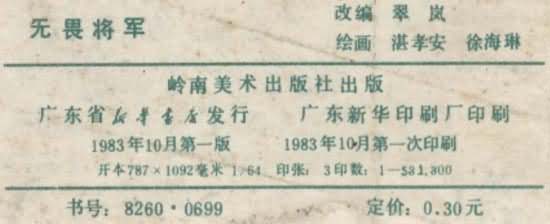 无畏将军
改编 翠岚
绘画 湛孝安 徐海琳
岭南美术出版社出版
广东省新华书店发行 广东新华印刷厂印刷
1983年10月第一版 1983年10月第一次印刷
开本787×1092毫米 1/64 印张：3 印数：1—581,800
书号：8260·0699 定价：0.30元